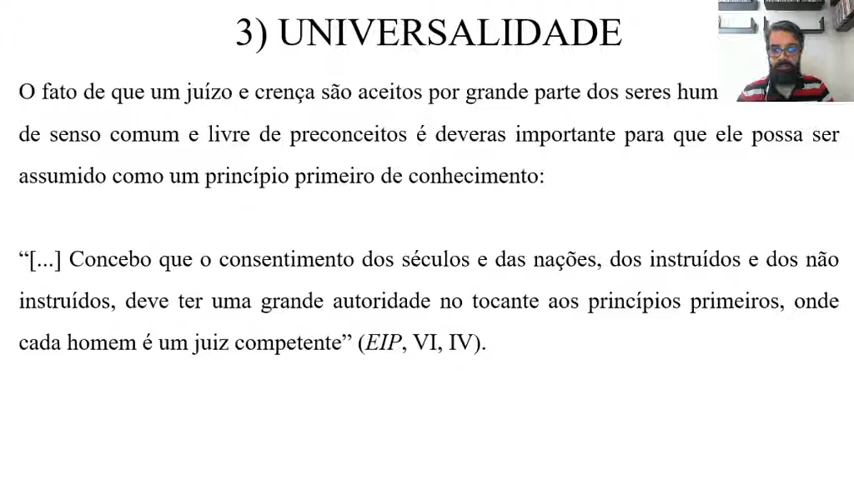 3) UNIVERSALIDADE
O fato de que um juízo e crença são aceitos por grande parte dos seres hum
de senso comum e livre de preconceitos é deveras importante para que ele possa ser
assumido como um princípio primeiro de conhecimento:
“[...] Concebo que o consentimento dos séculos e das nações, dos instruídos e dos não
instruídos, deve ter uma grande autoridade no tocante aos princípios primeiros, onde
cada homem é um juiz competente” (EIP, VI, IV).